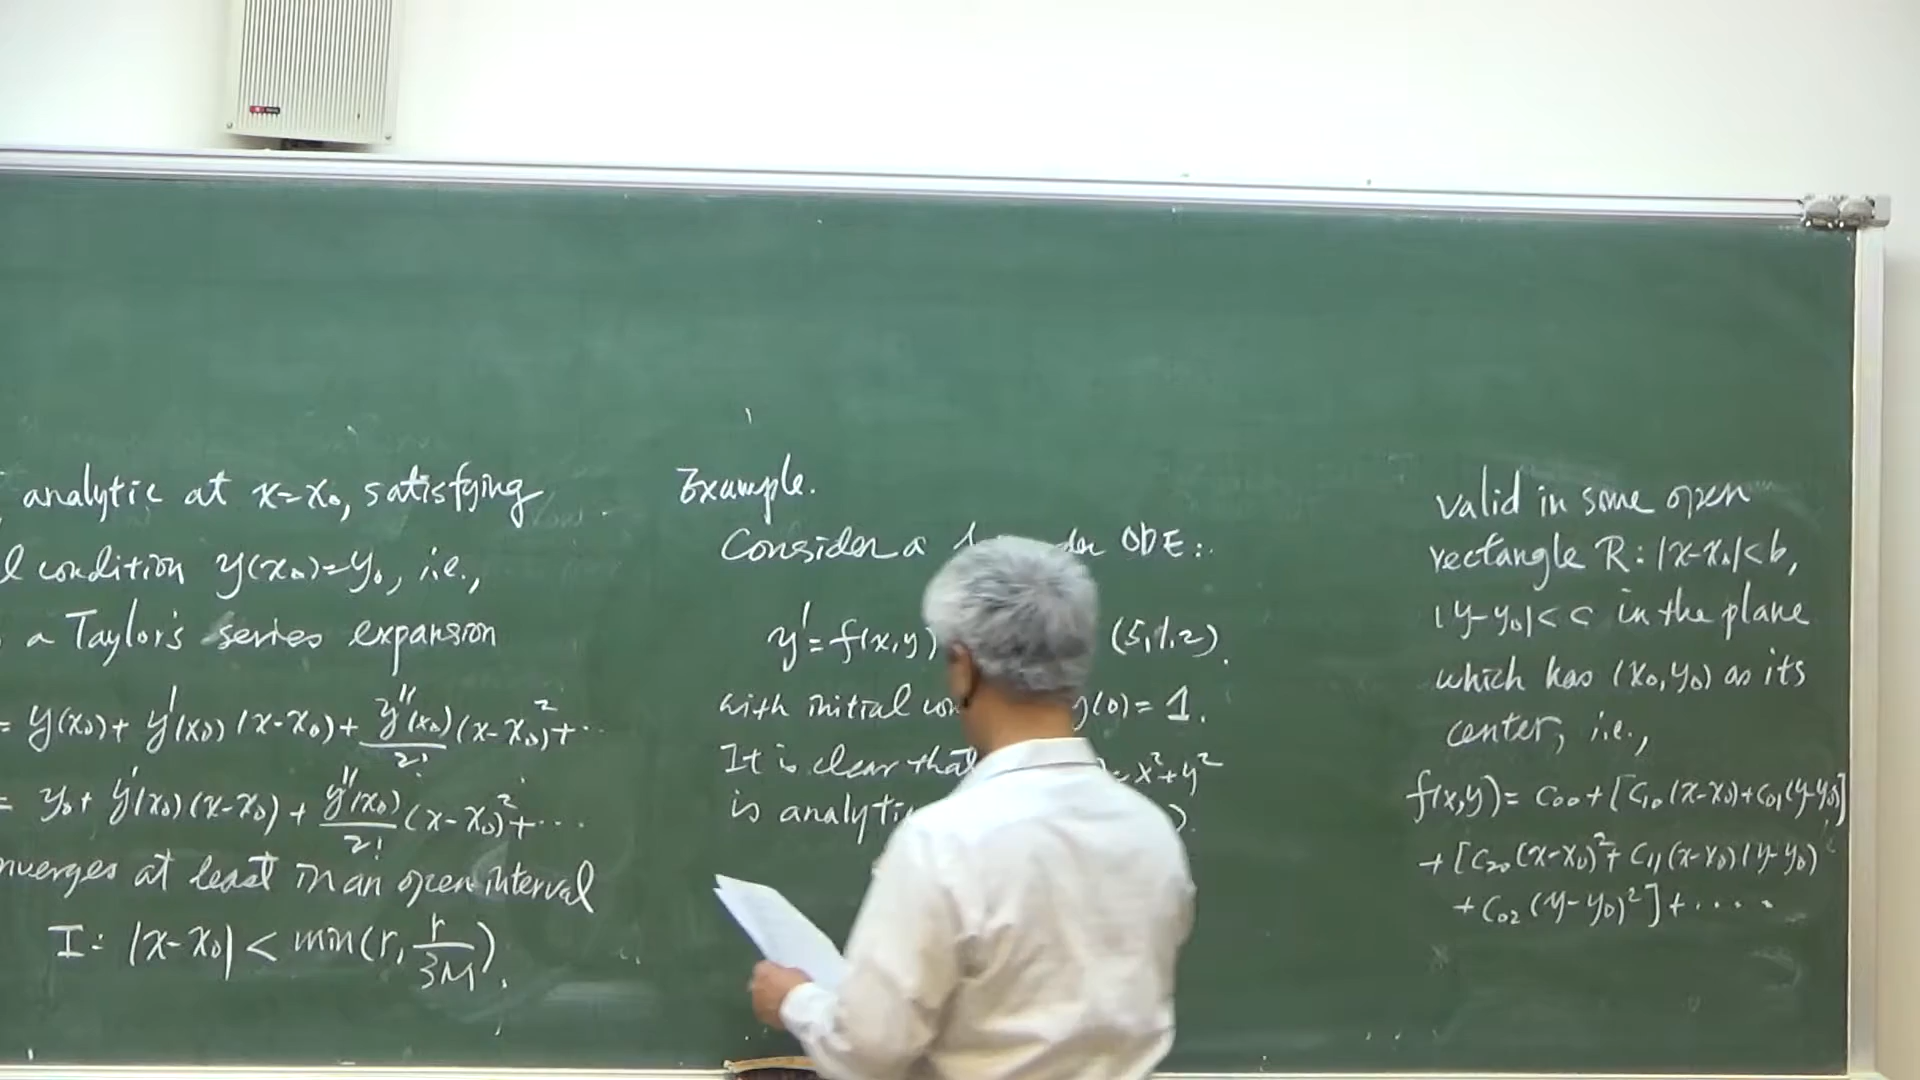 analytic at x=x₀, satisfying
l condition y(x₀)=y₀, i.e.,
a Taylor's series expansion
= y(x₀)+ y'(x₀)(x-x₀)+ y''(x₀)/2! (x-x₀)²+···
= y₀+ y'(x₀)(x-x₀)+ y''(x₀)/2! (x-x₀)²+···
nverges at least in an open interval
I: |x-x₀| < min(r, r/3M).
Example.
Consider a ODE:
y'= f(x,y) (5.1.2).
with initial y(0)=1.
It is clear that = x²+y²
is ).
valid in some open
rectangle R: |x-x₀|<b,
|y-y₀|<c in the plane
which has (x₀,y₀) as its
center, i.e.,
f(x,y)= c₀₀+[c₁₀(x-x₀)+c₀₁(y-y₀)]
+[c₂₀(x-x₀)²+c₁₁(x-x₀)(y-y₀)
+c₀₂(y-y₀)²]+·····